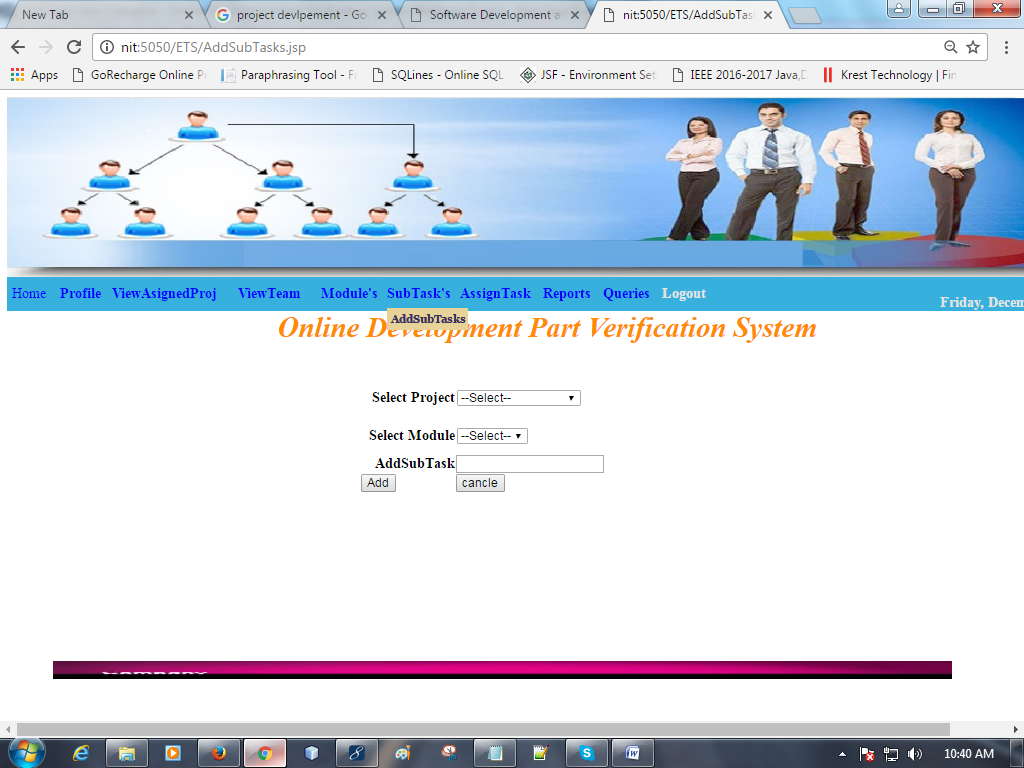 New Tab
project devlpement - Go
Software Development a
nit:5050/ETS/AddSubTas
nit:5050/ETS/AddSubTasks.jsp
Apps
GoRecharge Online P
Paraphrasing Tool - F
SQLines - Online SQL
JSF - Environment Set
IEEE 2016-2017 Java,D
Krest Technology | Fin
Home Profile ViewAsignedProj ViewTeam Module's SubTask's AssignTask Reports Queries Logout
Friday, Decem
AddSubTasks
Online Development Part Verification System
Select Project --Select--
Select Module --Select--
AddSubTask
Add cancle
10:40 AM